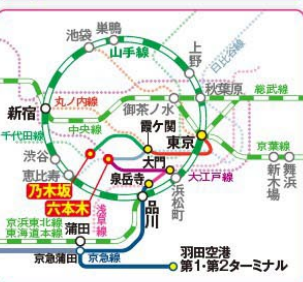 池袋
巣鴨
山手線
上野
日比谷線
丸ノ内線
新宿
御茶ノ水
秋葉原
総武線
中央線
千代田線
霞ケ関
東京
渋谷
大門
京葉線
恵比寿
泉岳寺
大江戸線
乃木坂
浜松町
新木場
舞浜
六本木
浅草線
品川
京浜東北線
東海道本線
蒲田
京急蒲田
京急線
羽田空港
第1・第2ターミナル